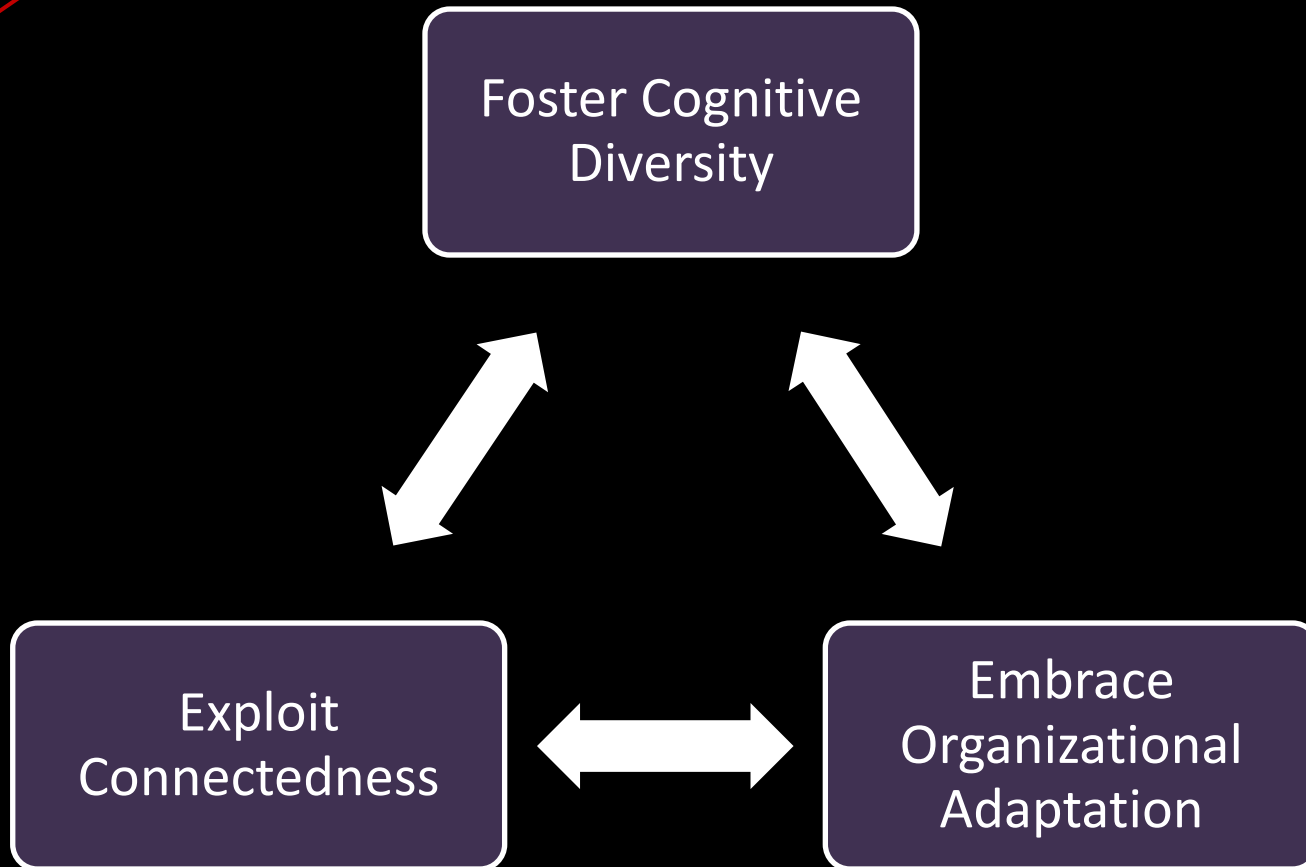 Foster Cognitive
Diversity
Exploit
Connectedness
Embrace
Organizational
Adaptation